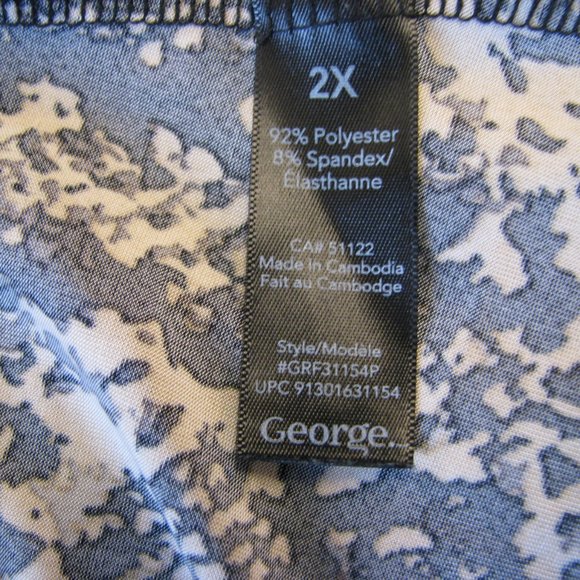 2X
92% Polyester
8% Spandex/
Élasthanne
CA# 51122
Made in Cambodia
Fait au Cambodge
Style/Modèle
#GRF31154P
UPC 91301631154
George